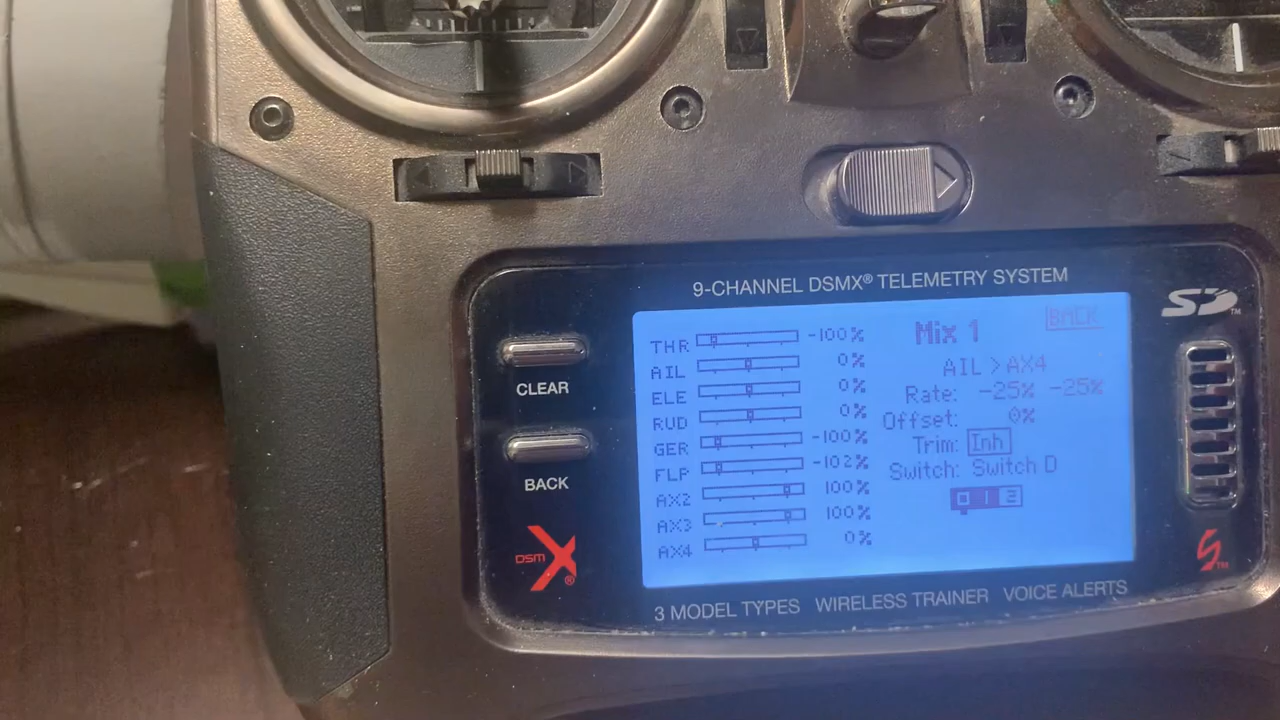 9-CHANNEL DSMX® TELEMETRY SYSTEM
SD™
CLEAR
BACK
DSM X®
THR -100%
AIL 0%
ELE 0%
RUD 0%
GER -100%
FLP -102%
AX2 100%
AX3 100%
AX4 0%
Mix 1
BACK
AIL > AX4
Rate: -25% -25%
Offset: 0%
Trim: Inh
Switch: Switch D
0 1 2
S™
3 MODEL TYPES WIRELESS TRAINER VOICE ALERTS